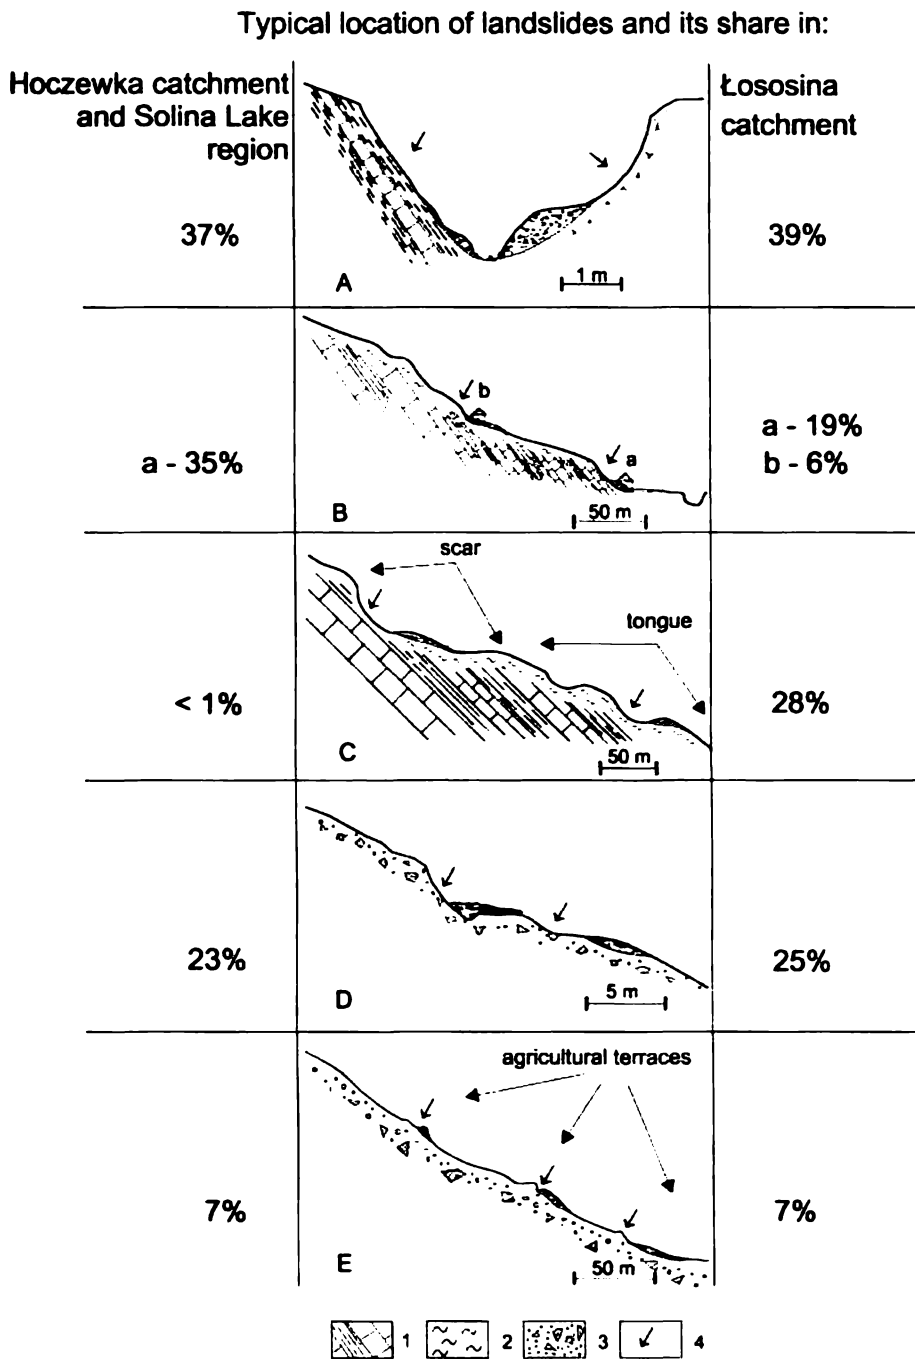 Typical location of landslides and its share in:
Hoczewka catchment
and Solina Lake
region
Łososina
catchment
37%
39%
A
1 m
b
a
a - 35%
a - 19%
b - 6%
B
50 m
scar
tongue
< 1%
28%
C
50 m
23%
25%
D
5 m
agricultural terraces
7%
7%
E
50 m
1
2
3
4